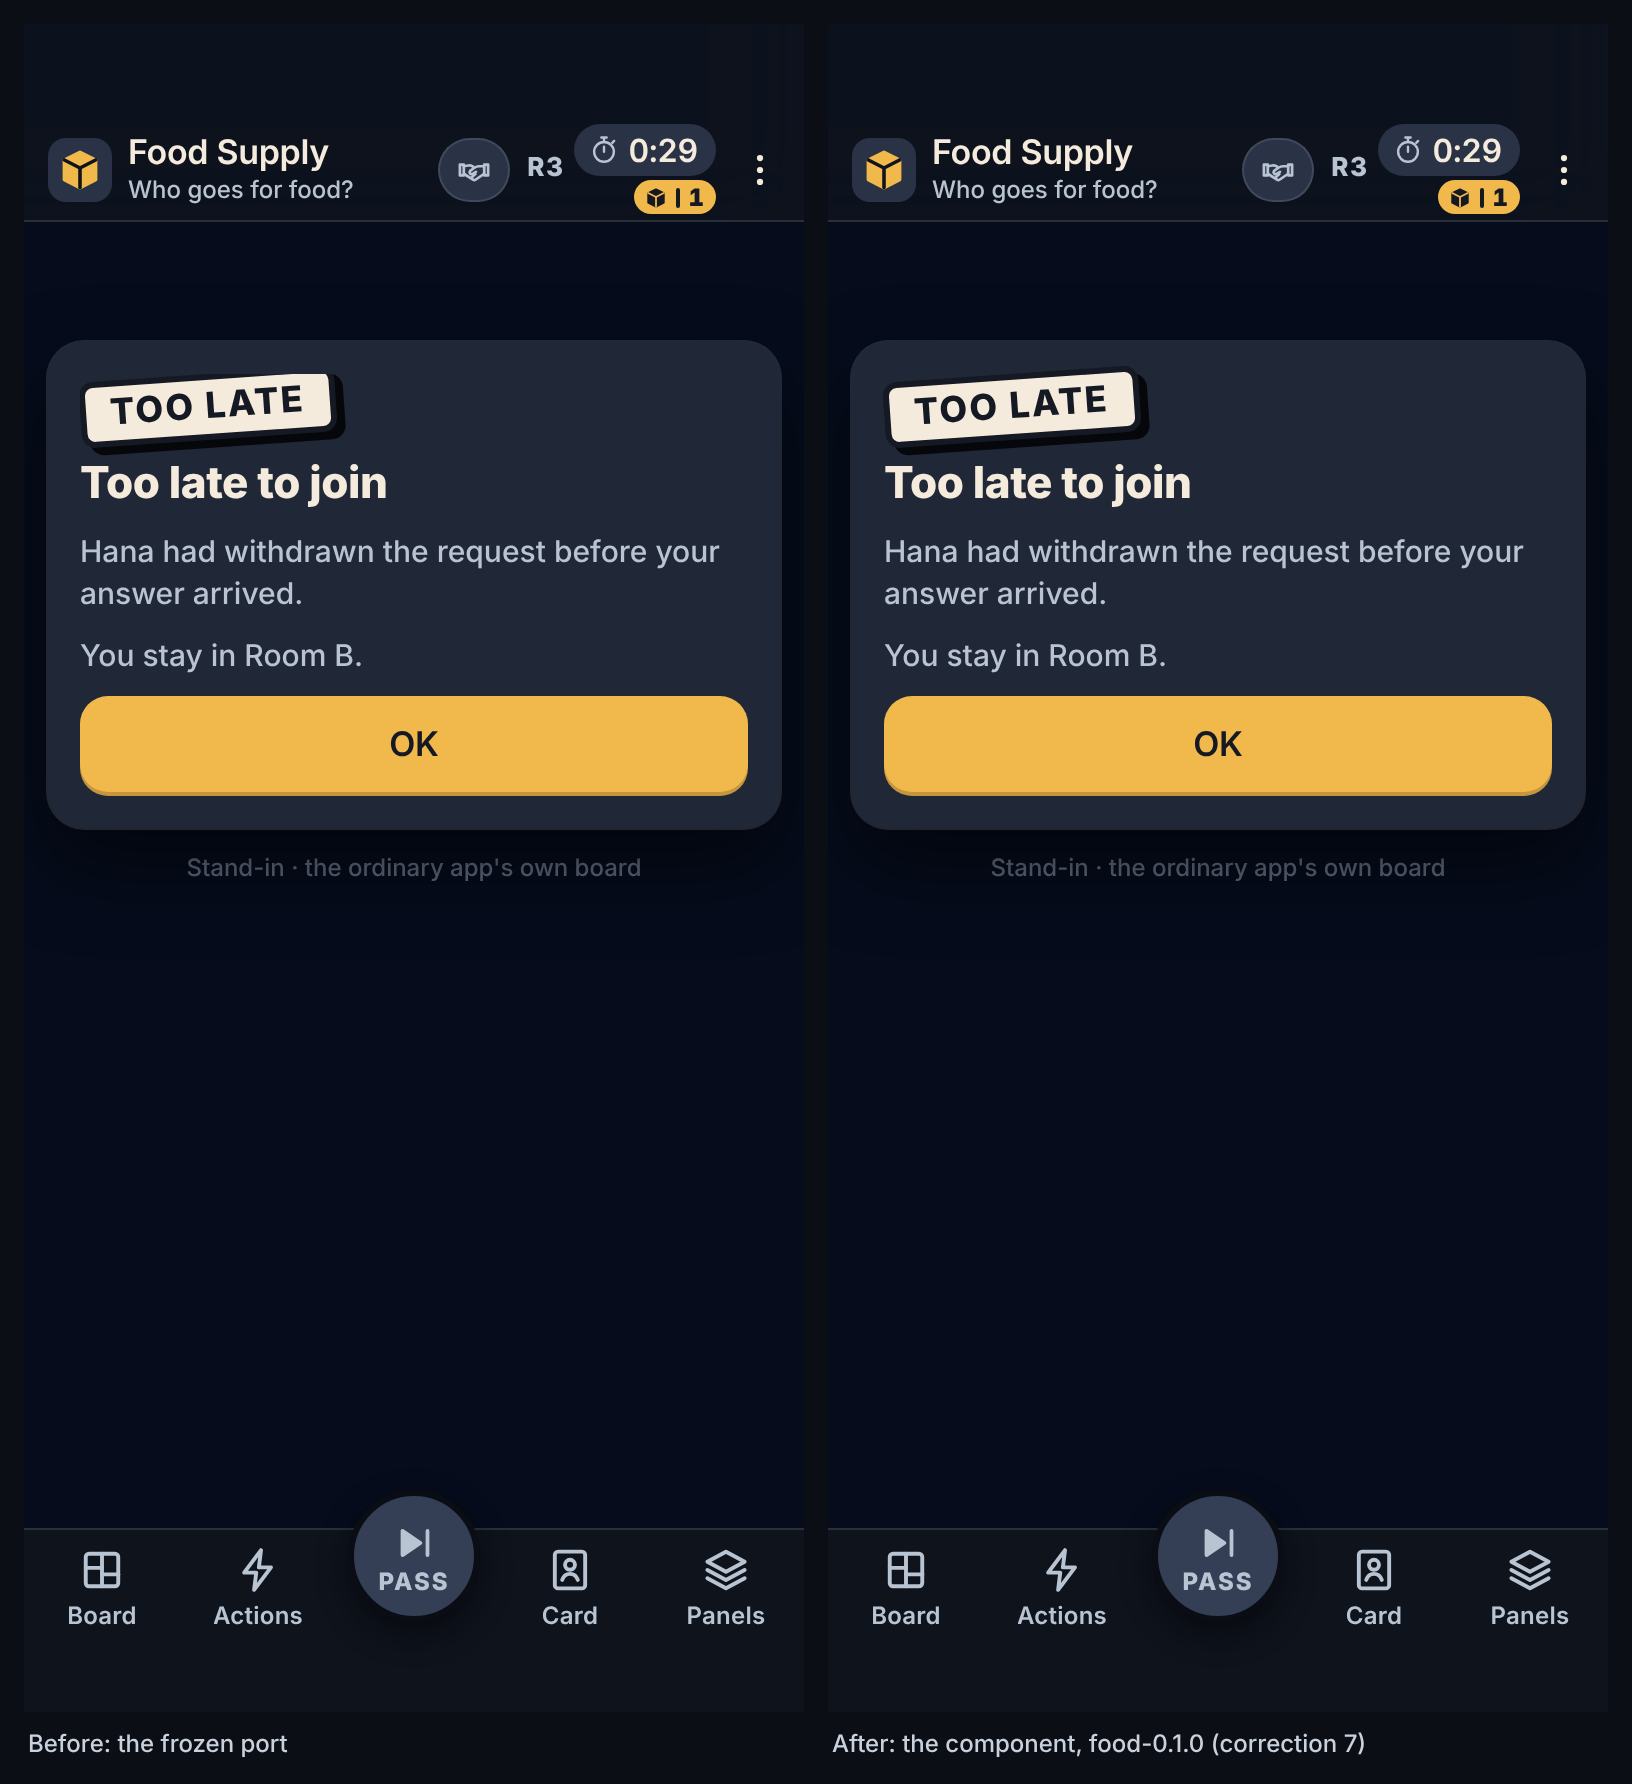 Food Supply
Who goes for food?
R3
0:29
1
TOO LATE
Too late to join
Hana had withdrawn the request before your
answer arrived.
You stay in Room B.
OK
Stand-in · the ordinary app's own board
Board
Actions
PASS
Card
Panels
Before: the frozen port
Food Supply
Who goes for food?
R3
0:29
1
TOO LATE
Too late to join
Hana had withdrawn the request before your
answer arrived.
You stay in Room B.
OK
Stand-in · the ordinary app's own board
Board
Actions
PASS
Card
Panels
After: the component, food-0.1.0 (correction 7)